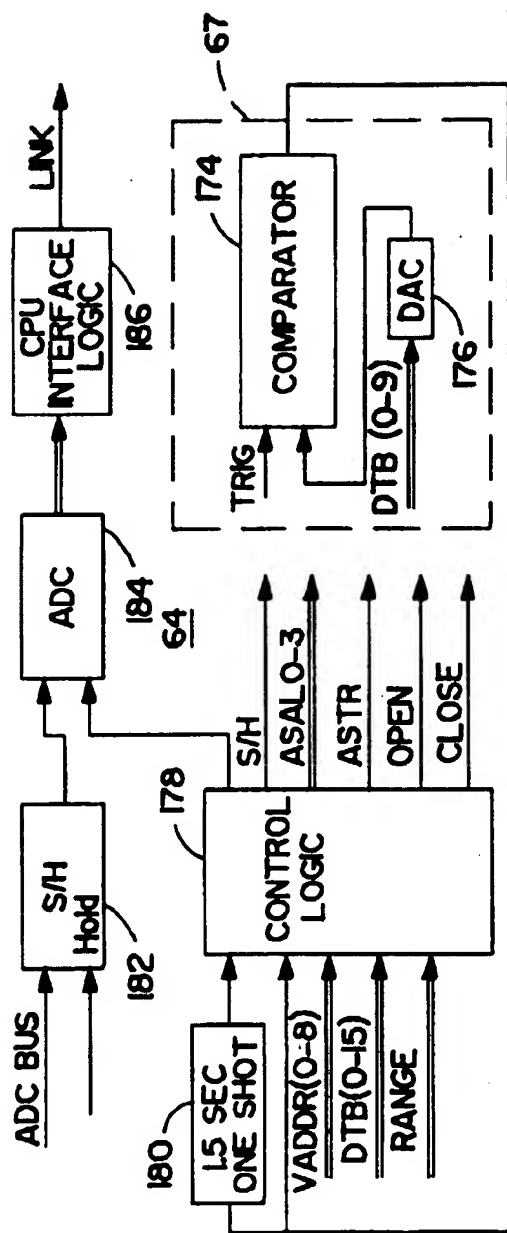 ADC BUS
S/H
Hold
182
ADC
184
64
CPU
INTERFACE
LOGIC
186
LINK
180
1.5 SEC
ONE SHOT
VADDR(0-8)
DTB(0-15)
RANGE
178
CONTROL
LOGIC
S/H
ASALO-3
ASTR
OPEN
CLOSE
67
174
COMPARATOR
TRIG
DTB (0-9)
DAC
176